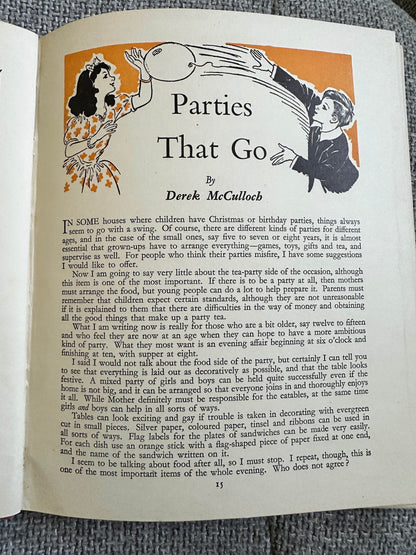 Parties
That Go
By
Derek McCulloch
IN SOME houses where children have Christmas or birthday parties, things always
seem to go with a swing. Of course, there are different kinds of parties for different
ages, and in the case of the small ones, say five to seven or eight years, it is almost
essential that grown-ups have to arrange everything—games, toys, gifts and tea, and
supervise as well. For people who think their parties misfire, I have some suggestions
I would like to offer.
Now I am going to say very little about the tea-party side of the occasion, although
this item is one of the most important. If there is to be a party at all, then mothers
must arrange the food, but young people can do a lot to help prepare it. Parents must
remember that children expect certain standards, although they are not unreasonable
if it is explained to them that there are difficulties in the way of money and obtaining
all the good things that make up a party tea.
What I am writing now is really for those who are a bit older, say twelve to fifteen
and who feel they are now at an age when they can hope to have a more ambitious
kind of party. What they most want is an evening affair beginning at six o'clock and
finishing at ten, with supper at eight.
I said I would not talk about the food side of the party, but certainly I can tell you
to see that everything is laid out as decoratively as possible, and that the table looks
festive. A mixed party of girls and boys can be held quite successfully even if the
home is not big, and it can be arranged so that everyone joins in and thoroughly enjoys
it all. While Mother definitely must be responsible for the eatables, at the same time
girls and boys can help in all sorts of ways.
Tables can look exciting and gay if trouble is taken in decorating with evergreen
cut in small pieces. Silver paper, coloured paper, tinsel and ribbons can be used in
all sorts of ways. Flag labels for the plates of sandwiches can be made very easily.
For each dish use an orange stick with a flag-shaped piece of paper fixed at one end,
and the name of the sandwich written on it.
I seem to be talking about food after all, so I must stop. I repeat, though, this is
one of the most important items of the whole evening. Who does not agree?
15